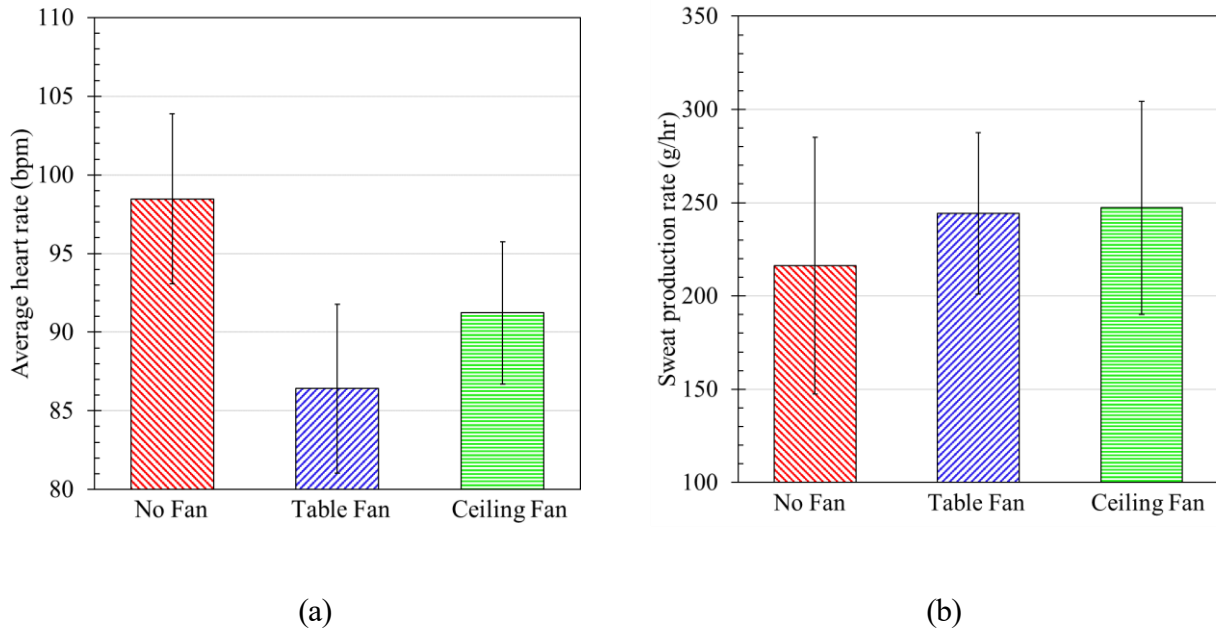 Average heart rate (bpm)
110
105
100
95
90
85
80
No Fan
Table Fan
Ceiling Fan
(a)
Sweat production rate (g/hr)
350
300
250
200
150
100
No Fan
Table Fan
Ceiling Fan
(b)